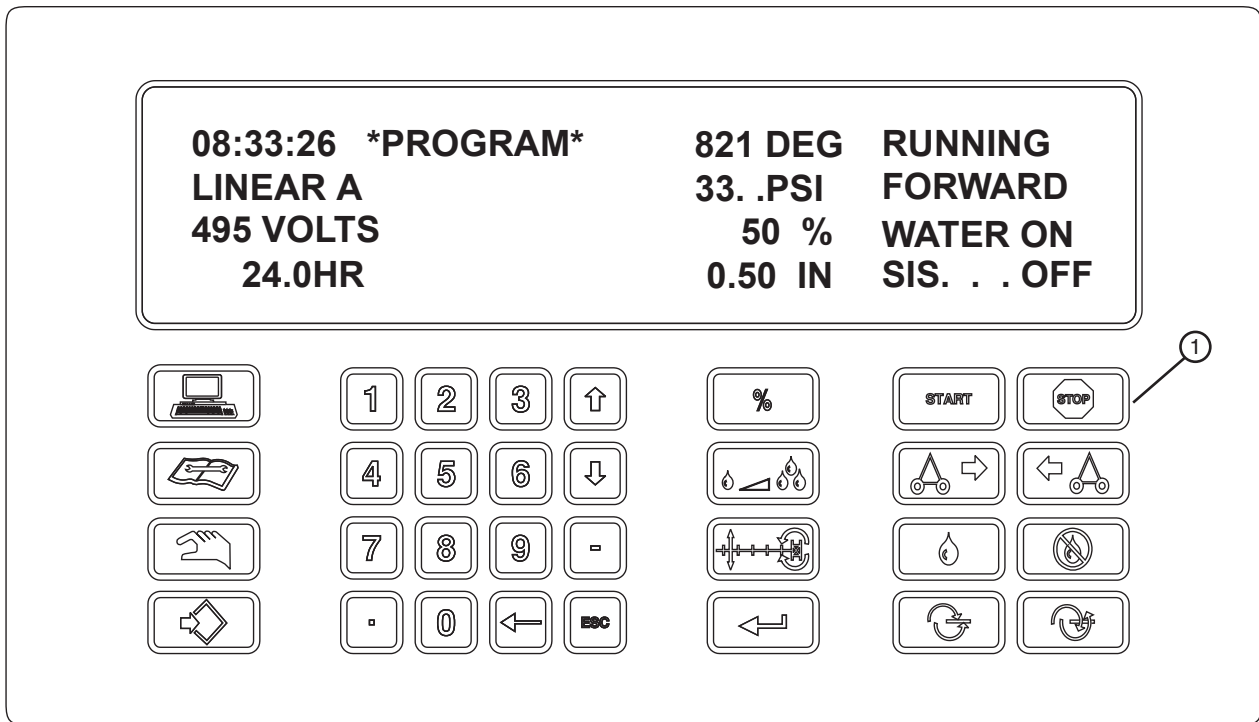 08:33:26 *PROGRAM* 821 DEG RUNNING
LINEAR A 33. .PSI FORWARD
495 VOLTS 50 % WATER ON
24.0HR 0.50 IN SIS. . . OFF
1
1 2 3 % START STOP
4 5 6
7 8 9 -
. 0 ESC